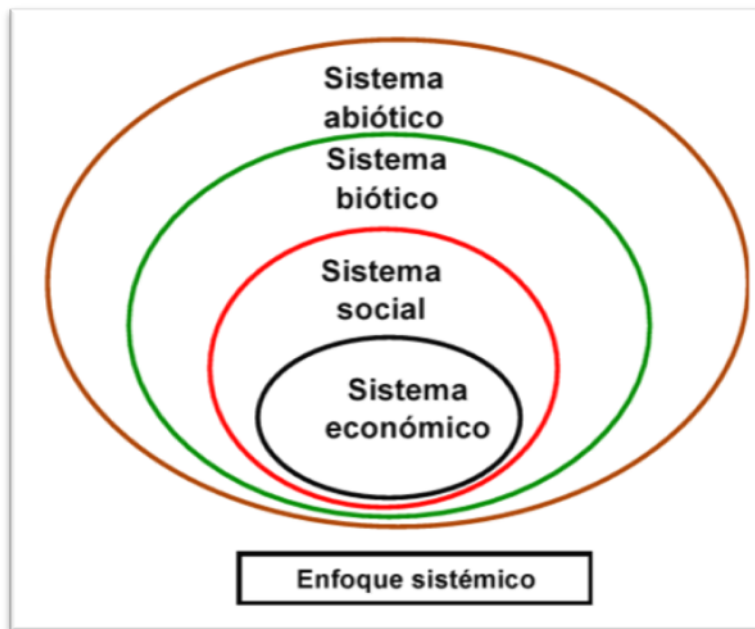 Sistema
abiótico
Sistema
biótico
Sistema
social
Sistema
económico
Enfoque sistémico